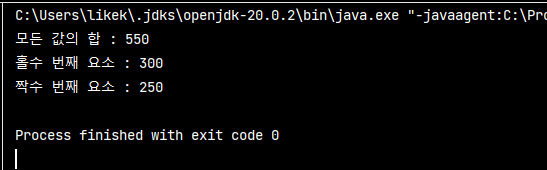 C:\Users\likek\.jdks\openjdk-20.0.2\bin\java.exe "-javaagent:C:\Pro
모든 값의 합 : 550
홀수 번째 요소 : 300
짝수 번째 요소 : 250
Process finished with exit code 0